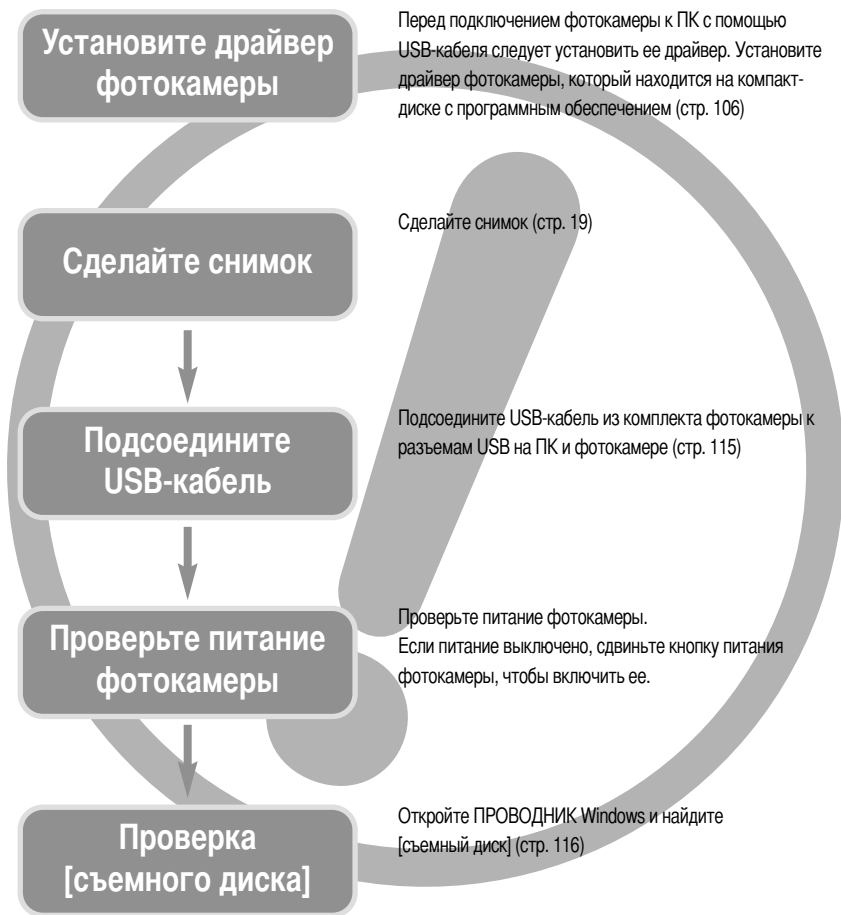 Установите драйвер
фотокамеры
Перед подключением фотокамеры к ПК с помощью
USB-кабеля следует установить ее драйвер. Установите
драйвер фотокамеры, который находится на компакт-
диске с программным обеспечением (стр. 106)
Сделайте снимок
Сделайте снимок (стр. 19)
Подсоедините
USB-кабель
Подсоедините USB-кабель из комплекта фотокамеры к
разъемам USB на ПК и фотокамере (стр. 115)
Проверьте питание
фотокамеры
Проверьте питание фотокамеры.
Если питание выключено, сдвиньте кнопку питания
фотокамеры, чтобы включить ее.
Проверка
[съемного диска]
Откройте ПРОВОДНИК Windows и найдите
[съемный диск] (стр. 116)